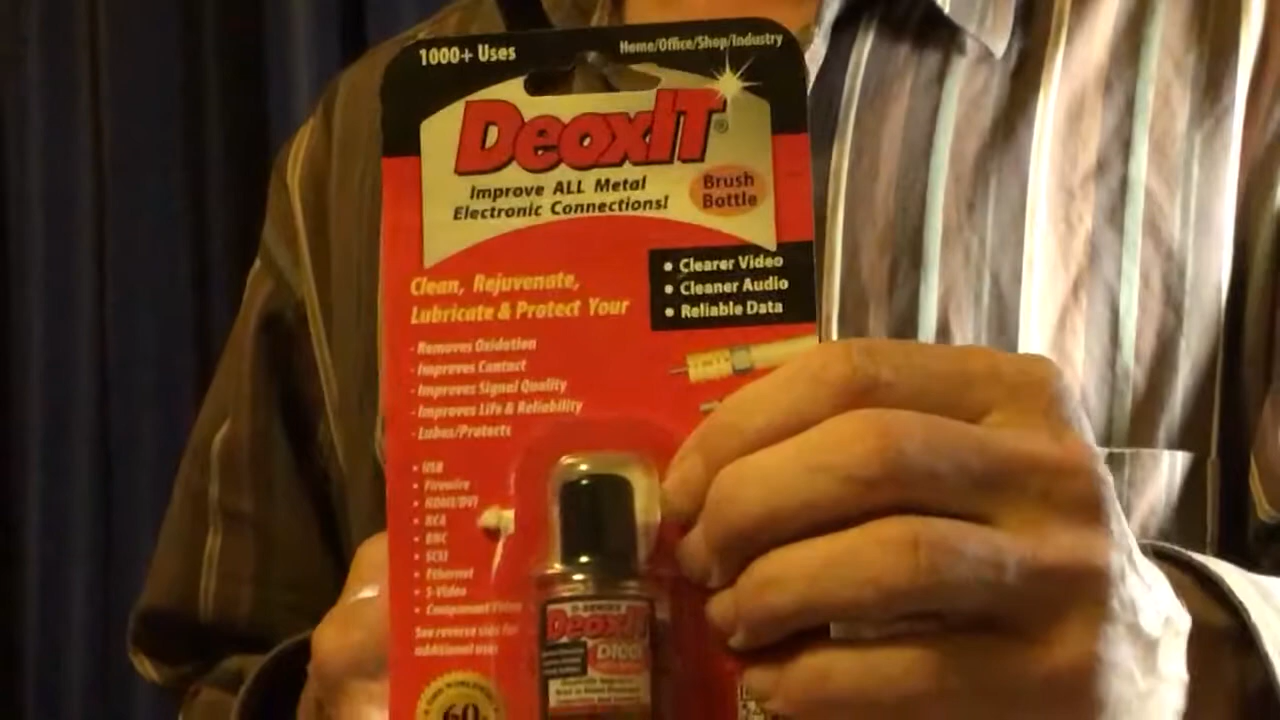 1000+ Uses
Home/Office/Shop/Industry
DeoxIT®
Improve ALL Metal
Electronic Connections!
Brush
Bottle
• Clearer Video
• Cleaner Audio
• Reliable Data
Clean, Rejuvenate,
Lubricate & Protect Your
- Removes Oxidation
- Improves Contact
- Improves Signal Quality
- Improves Life & Reliability
- Lubes/Protects
• USB
• Firewire
• HDMI/DVI
• RCA
• BNC
• SCSI
• Ethernet
• S-Video
• Component Video
See reverse side for
additional uses
D-SERIES
DeoxIT
D100L
60